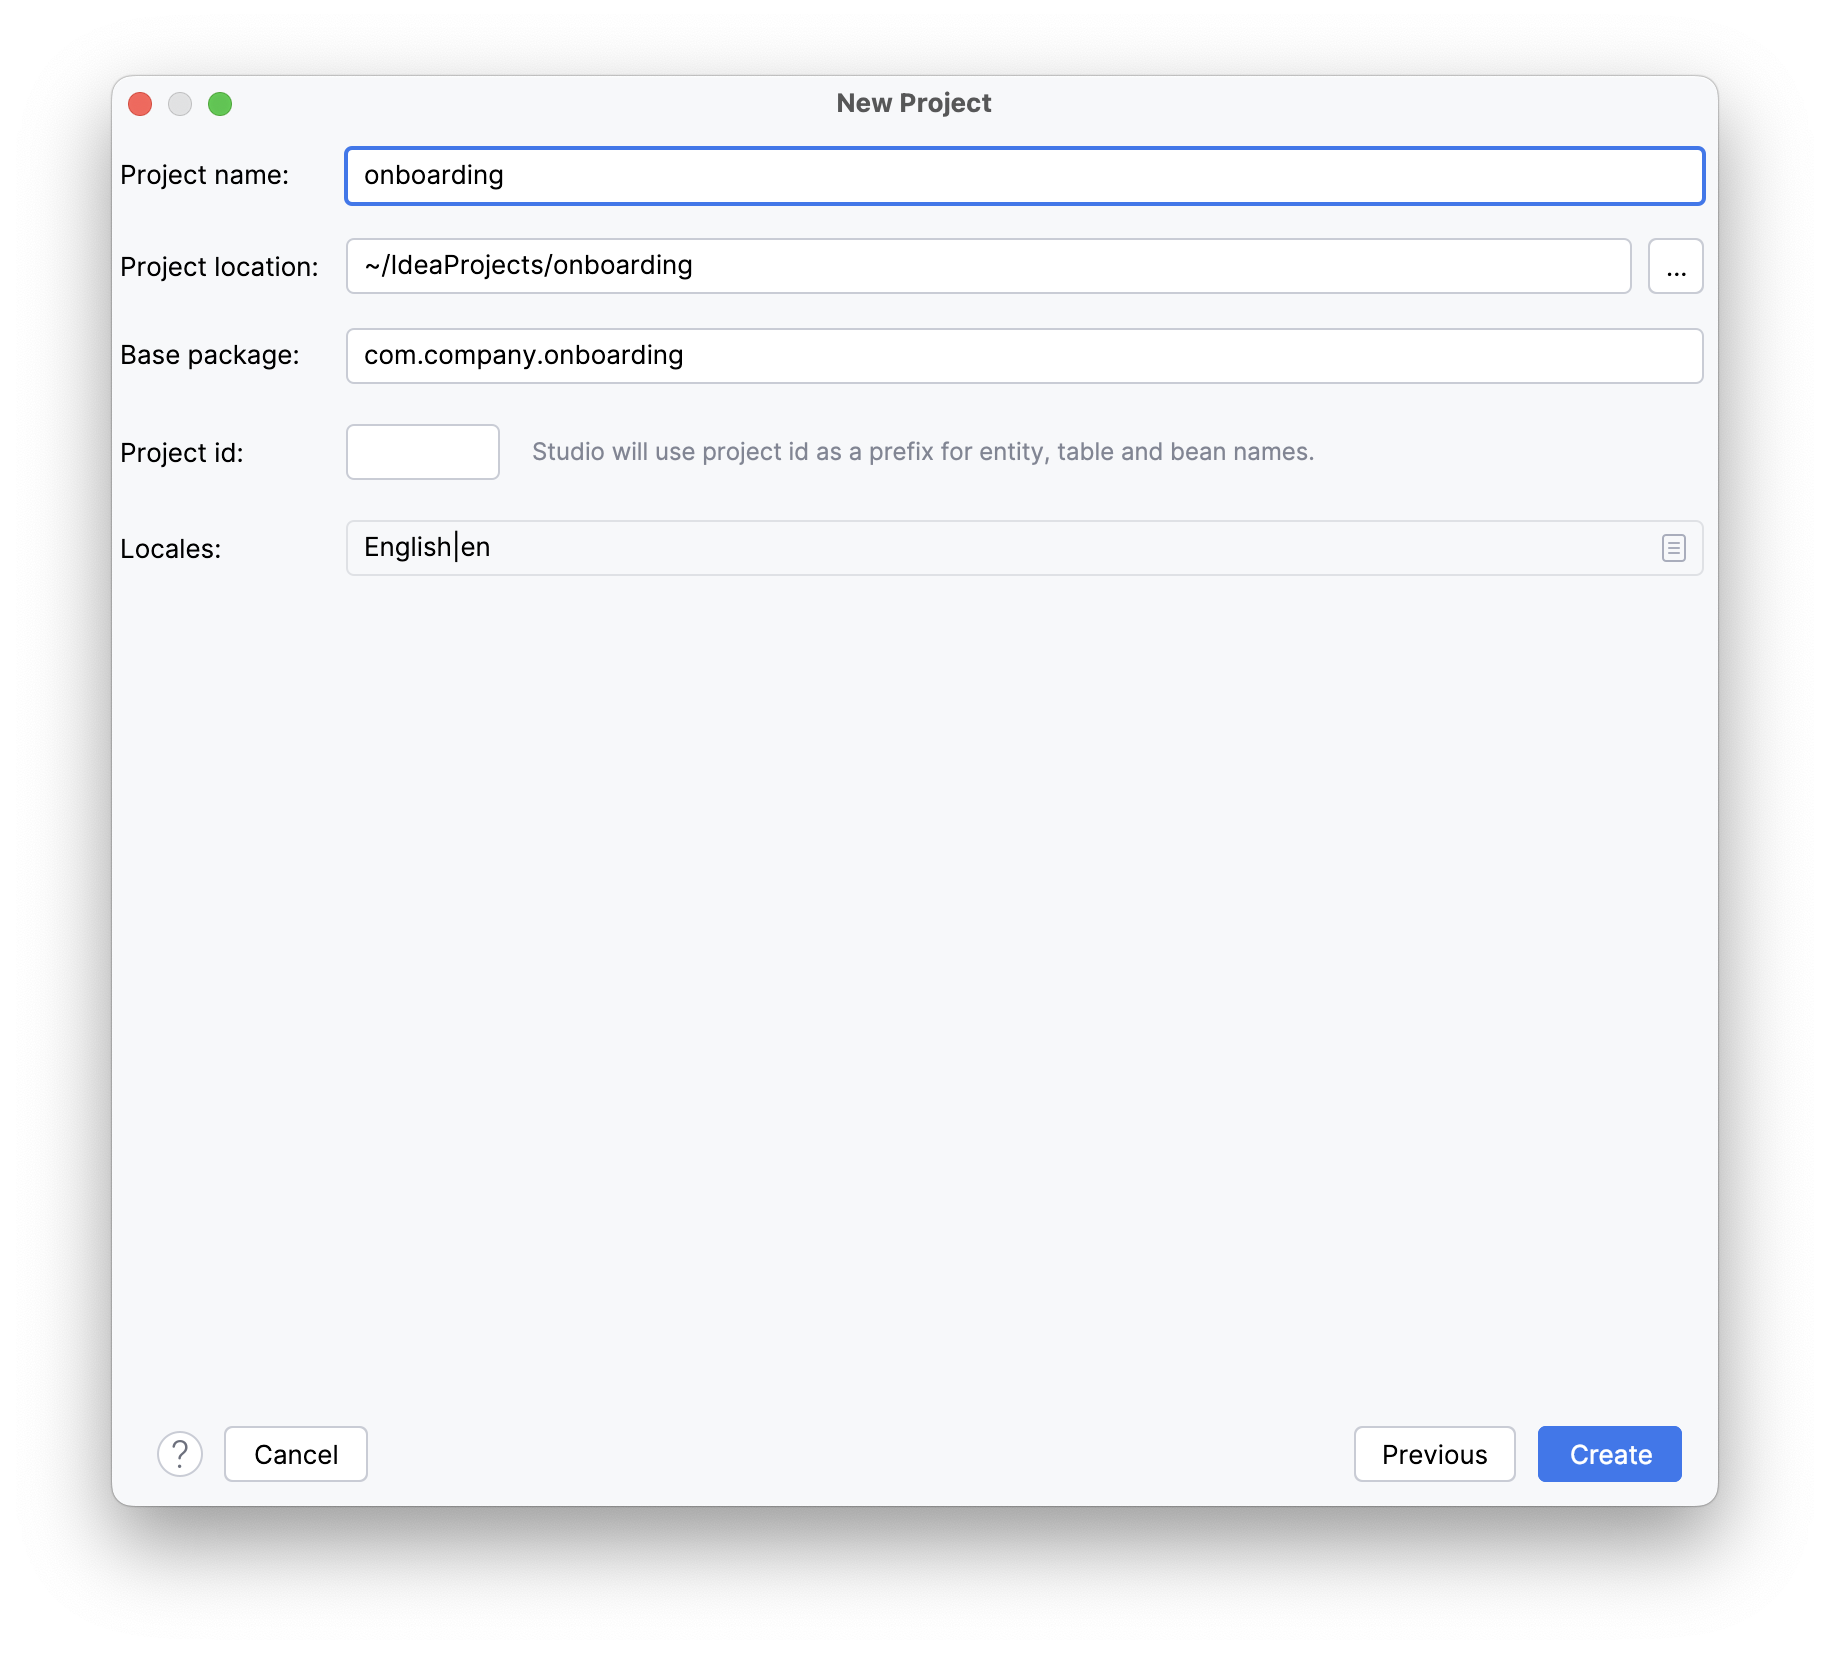 New Project
Project name: onboarding
Project location: ~/IdeaProjects/onboarding ...
Base package: com.company.onboarding
Project id: Studio will use project id as a prefix for entity, table and bean names.
Locales: English|en
? Cancel Previous Create